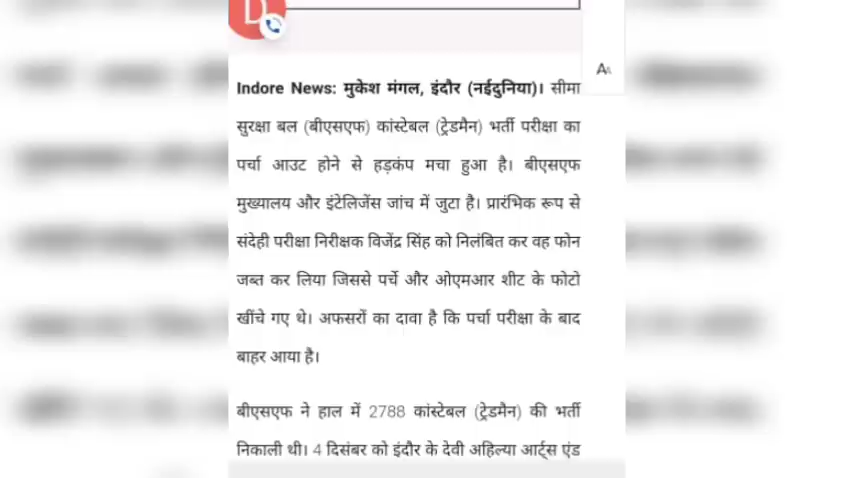 D
A A
Indore News: मुकेश मंगल, इंदौर (नईदुनिया)। सीमा
सुरक्षा बल (बीएसएफ) कांस्टेबल (ट्रेडमैन) भर्ती परीक्षा का
पर्चा आउट होने से हड़कंप मचा हुआ है। बीएसएफ
मुख्यालय और इंटेलिजेंस जांच में जुटा है। प्रारंभिक रूप से
संदेही परीक्षा निरीक्षक विजेंद्र सिंह को निलंबित कर वह फोन
जब्त कर लिया जिससे पर्चे और ओएमआर शीट के फोटो
खींचे गए थे। अफसरों का दावा है कि पर्चा परीक्षा के बाद
बाहर आया है।
बीएसएफ ने हाल में 2788 कांस्टेबल (ट्रेडमैन) की भर्ती
निकाली थी। 4 दिसंबर को इंदौर के देवी अहिल्या आर्ट्स एंड